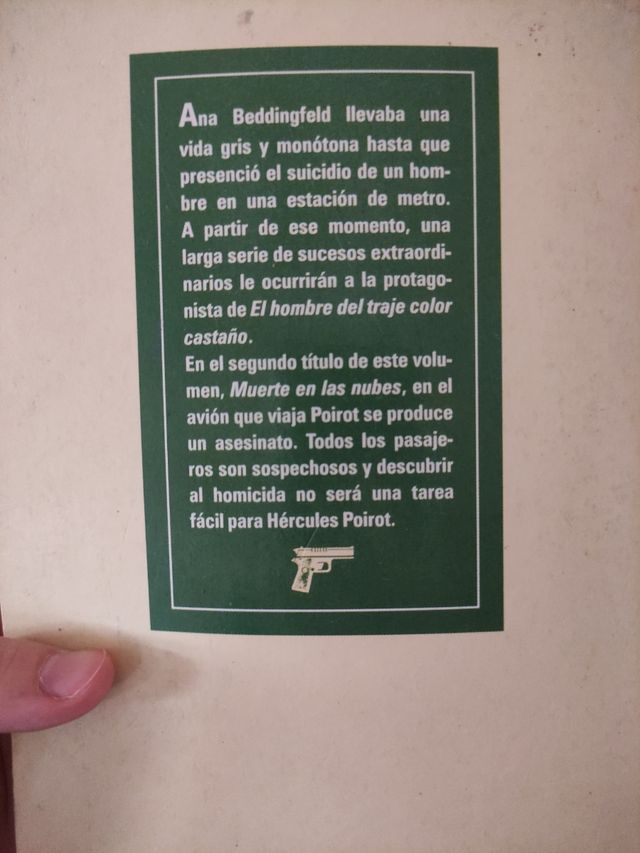 Ana Beddingfeld llevaba una
vida gris y monótona hasta que
presenció el suicidio de un hom-
bre en una estación de metro.
A partir de ese momento, una
larga serie de sucesos extraordi-
narios le ocurrirán a la protago-
nista de El hombre del traje color
castaño.
En el segundo título de este volu-
men, Muerte en las nubes, en el
avión que viaja Poirot se produce
un asesinato. Todos los pasaje-
ros son sospechosos y descubrir
al homicida no será una tarea
fácil para Hércules Poirot.